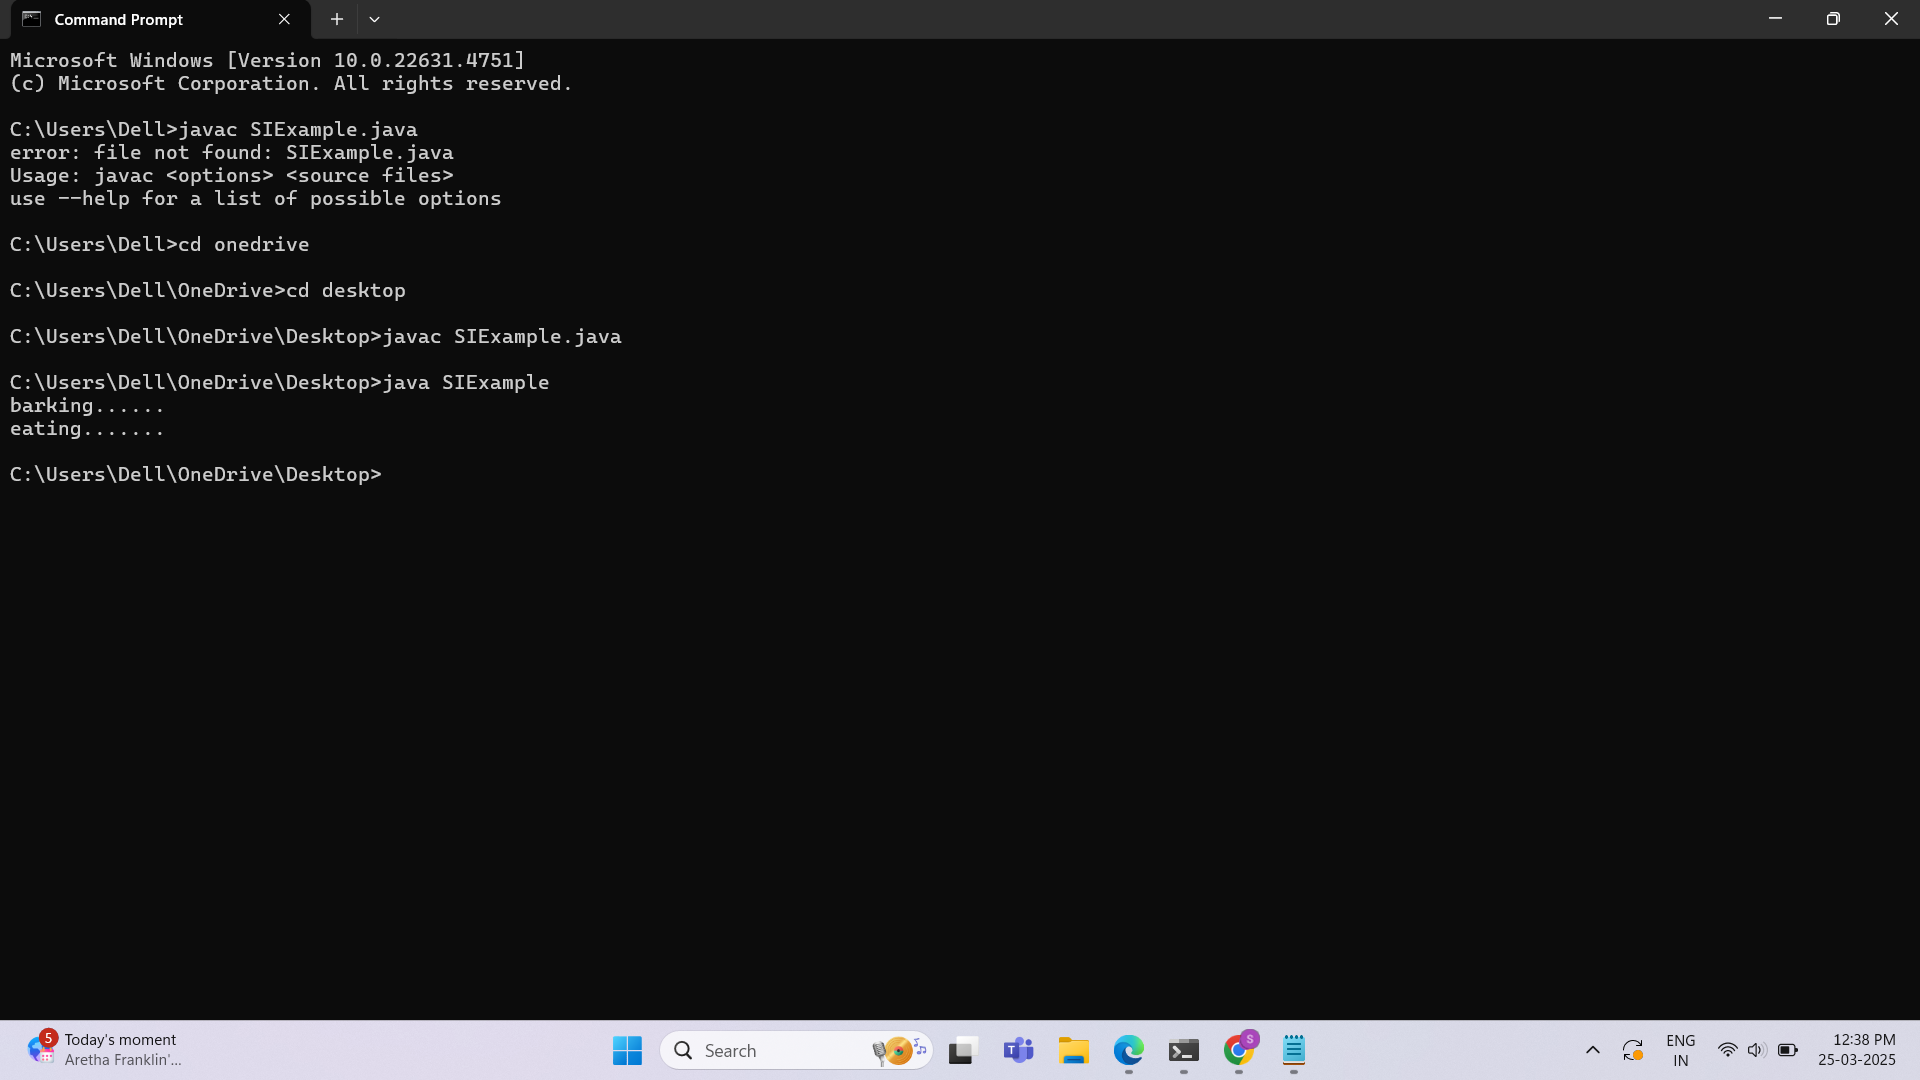 Command Prompt
Microsoft Windows [Version 10.0.22631.4751]
(c) Microsoft Corporation. All rights reserved.
C:\Users\Dell>javac SIExample.java
error: file not found: SIExample.java
Usage: javac <options> <source files>
use --help for a list of possible options
C:\Users\Dell>cd onedrive
C:\Users\Dell\OneDrive>cd desktop
C:\Users\Dell\OneDrive\Desktop>javac SIExample.java
C:\Users\Dell\OneDrive\Desktop>java SIExample
barking......
eating.......
C:\Users\Dell\OneDrive\Desktop>
5
Today's moment
Aretha Franklin'...
Search
T
S
ENG
IN
12:38 PM
25-03-2025